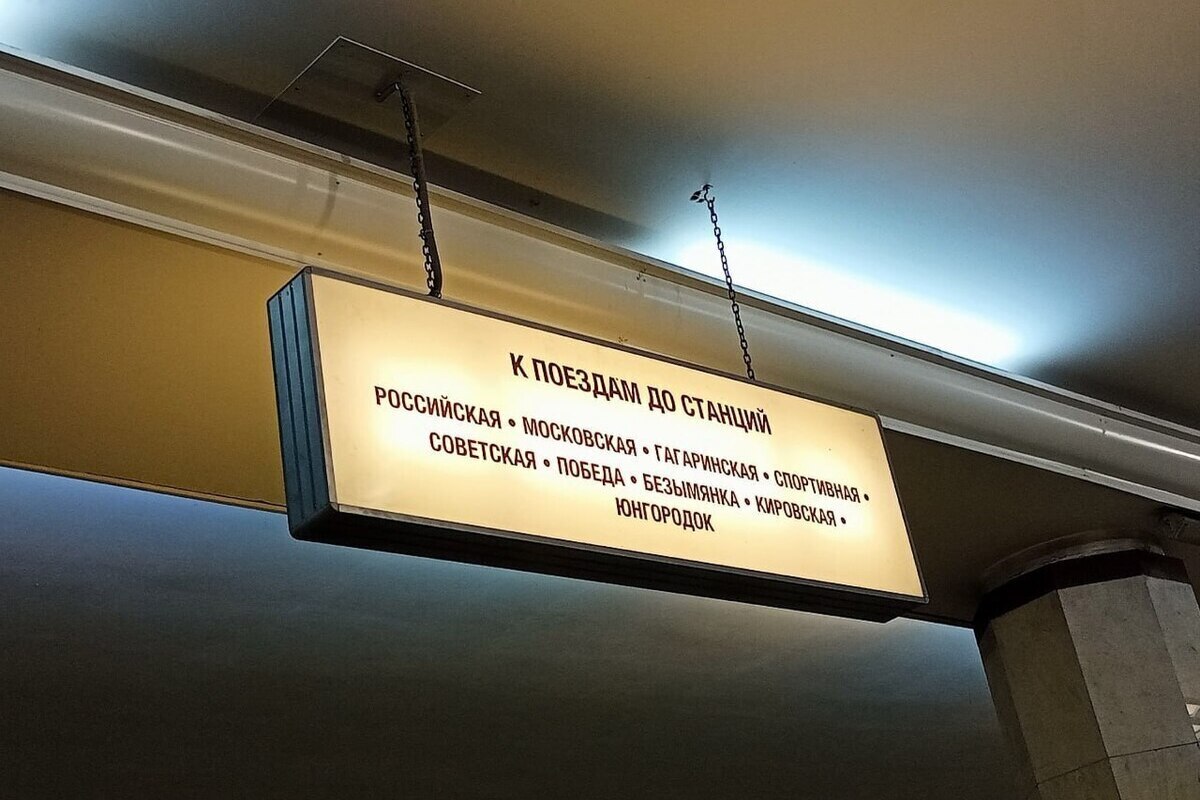 К ПОЕЗДАМ ДО СТАНЦИЙ
РОССИЙСКАЯ • МОСКОВСКАЯ • ГАГАРИНСКАЯ • СПОРТИВНАЯ •
СОВЕТСКАЯ • ПОБЕДА • БЕЗЫМЯНКА • КИРОВСКАЯ •
ЮНГОРОДОК